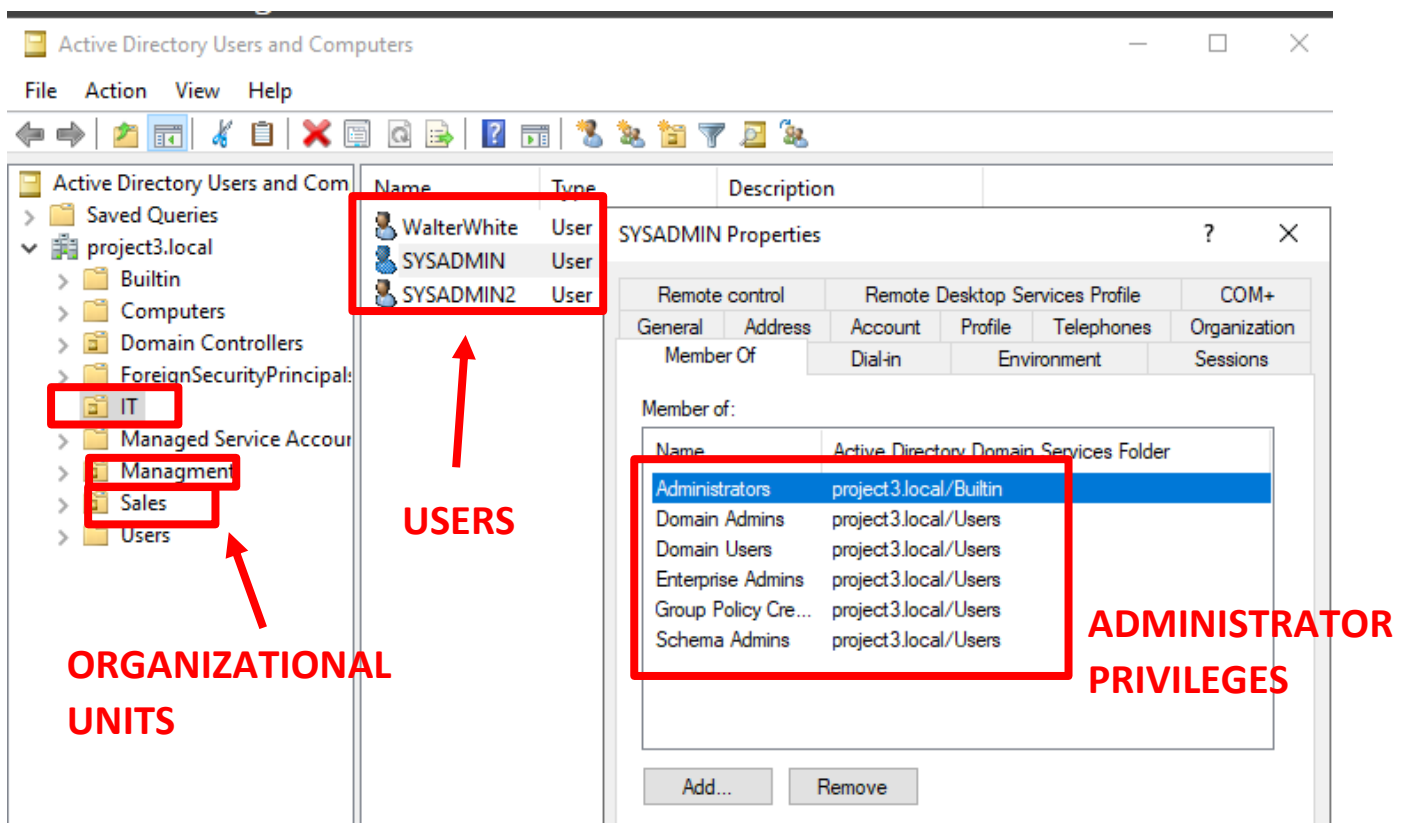 Active Directory Users and Computers
File Action View Help
Active Directory Users and Com
Saved Queries
project3.local
Builtin
Computers
Domain Controllers
ForeignSecurityPrincipals
IT
Managed Service Accour
Managment
Sales
Users
Name Type Description
WalterWhite User
SYSADMIN User
SYSADMIN2 User
USERS
ORGANIZATIONAL
UNITS
SYSADMIN Properties ? ×
Remote control Remote Desktop Services Profile COM+
General Address Account Profile Telephones Organization
Member Of Dial-in Environment Sessions
Member of:
Name Active Directory Domain Services Folder
Administrators project3.local/Builtin
Domain Admins project3.local/Users
Domain Users project3.local/Users
Enterprise Admins project3.local/Users
Group Policy Cre... project3.local/Users
Schema Admins project3.local/Users
ADMINISTRATOR
PRIVILEGES
Add... Remove